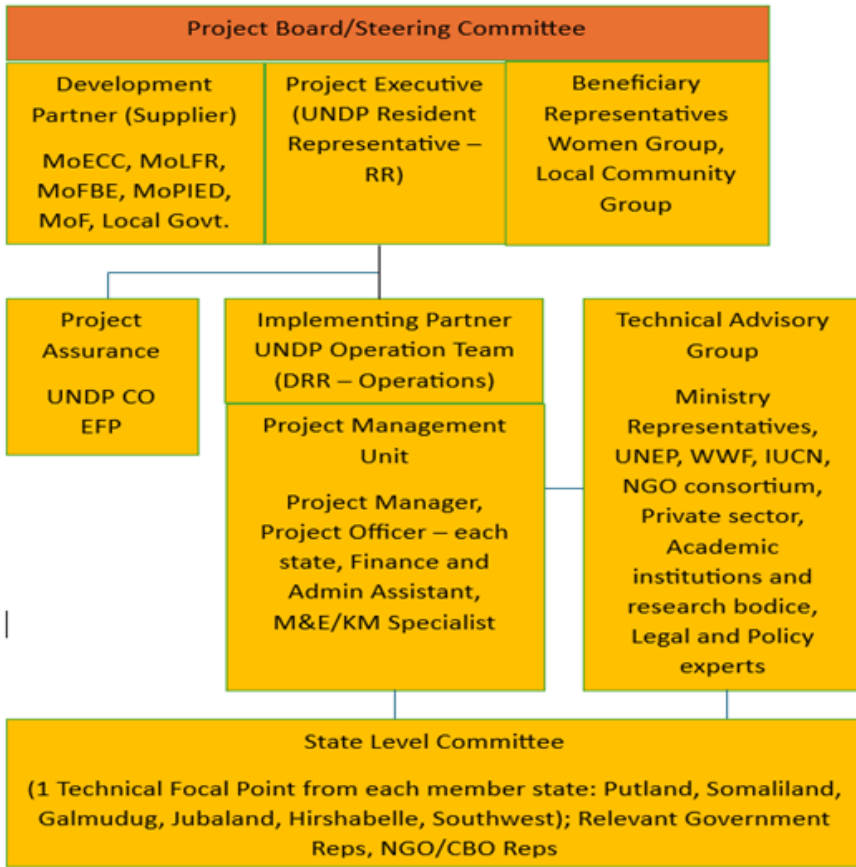 Project Board/Steering Committee
Development
Partner (Supplier)
MoECC, MoLFR,
MoFBE, MoPIED,
MoF, Local Govt.
Project Executive
(UNDP Resident
Representative –
RR)
Beneficiary
Representatives
Women Group,
Local Community
Group
Project
Assurance
UNDP CO
EFP
Implementing Partner
UNDP Operation Team
(DRR – Operations)
Project Management
Unit
Project Manager,
Project Officer – each
state, Finance and
Admin Assistant,
M&E/KM Specialist
Technical Advisory
Group
Ministry
Representatives,
UNEP, WWF, IUCN,
NGO consortium,
Private sector,
Academic
institutions and
research bodice,
Legal and Policy
experts
State Level Committee
(1 Technical Focal Point from each member state: Putland, Somaliland,
Galmudug, Jubaland, Hirshabelle, Southwest); Relevant Government
Reps, NGO/CBO Reps